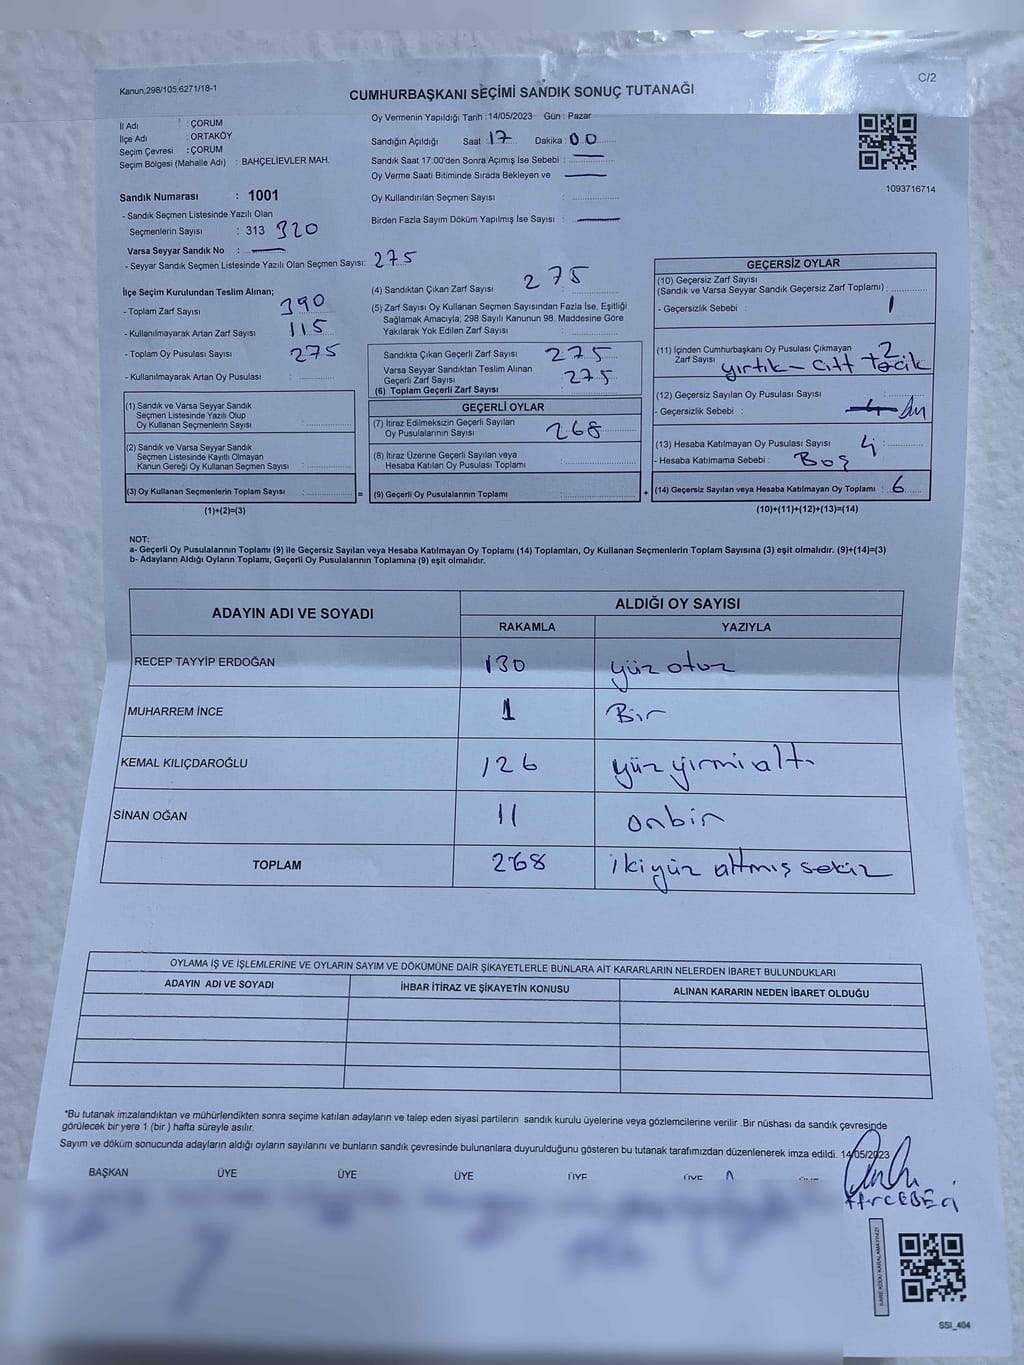 Kanun;298/105,6271/18-1
C/2
CUMHURBAŞKANI SEÇİMİ SANDIK SONUÇ TUTANAĞI
İl Adı : ÇORUM
İlçe Adı : ORTAKÖY
Seçim Çevresi : ÇORUM
Seçim Bölgesi (Mahalle Adı) : BAHÇELİEVLER MAH.
Sandık Numarası : 1001
- Sandık Seçmen Listesinde Yazılı Olan
Seçmenlerin Sayısı : 313 320
Varsa Seyyar Sandık No :
- Seyyar Sandık Seçmen Listesinde Yazılı Olan Seçmen Sayısı: 275
Oy Vermenin Yapıldığı Tarih : 14/05/2023 Gün : Pazar
Sandığın Açıldığı Saat : 17 Dakika : 00
Sandık Saat 17:00'den Sonra Açımış İse Sebebi :
Oy Verme Saati Bitiminde Sırada Bekleyen ve
Oy Kullandırılan Seçmen Sayısı :
Birden Fazla Sayım Döküm Yapılmış İse Sayısı :
1093716714
İlçe Seçim Kurulundan Teslim Alınan;
- Toplam Zarf Sayısı : 390
- Kullanılmayarak Artan Zarf Sayısı : 115
- Toplam Oy Pusulası Sayısı : 275
- Kullanılmayarak Artan Oy Pusulası :
(1) Sandık ve Varsa Seyyar Sandık
Seçmen Listesinde Yazılı Olup
Oy Kullanan Seçmenlerin Sayısı :
(2) Sandık ve Varsa Seyyar Sandık
Seçmen Listesinde Kayıtlı Olmayan
Kanun Gereği Oy Kullanan Seçmen Sayısı :
(3) Oy Kullanan Seçmenlerin Toplam Sayısı : =
(1)+(2)=(3)
(4) Sandıktan Çıkan Zarf Sayısı : 275
(5) Zarf Sayısı Oy Kullanan Seçmen Sayısından Fazla İse, Eşitliği
Sağlamak Amacıyla; 298 Sayılı Kanunun 98. Maddesine Göre
Yakılarak Yok Edilen Zarf Sayısı :
Sandıkta Çıkan Geçerli Zarf Sayısı : 275
Varsa Seyyar Sandıktan Teslim Alınan
Geçerli Zarf Sayısı : 275
(6) Toplam Geçerli Zarf Sayısı :
GEÇERLİ OYLAR
(7) İtiraz Edilmeksizin Geçerli Sayılan
Oy Pusulalarının Sayısı : 268
(8) İtiraz Üzerine Geçerli Sayılan veya
Hesaba Katılan Oy Pusulası Toplamı :
(9) Geçerli Oy Pusulalarının Toplamı : +
GEÇERSİZ OYLAR
(10) Geçersiz Zarf Sayısı
(Sandık ve Varsa Seyyar Sandık Geçersiz Zarf Toplamı) :
- Geçersizlik Sebebi : 1
(11) İçinden Cumhurbaşkanı Oy Pusulası Çıkmayan
Zarf Sayısı : 2
yırtık - Çift
(12) Geçersiz Sayılan Oy Pusulası Sayısı :
- Geçersizlik Sebebi :
(13) Hesaba Katılmayan Oy Pusulası Sayısı : 4
- Hesaba Katılmama Sebebi : Boş
(14) Geçersiz Sayılan veya Hesaba Katılmayan Oy Toplamı : 6
(10)+(11)+(12)+(13)=(14)
NOT:
a- Geçerli Oy Pusulalarının Toplamı (9) ile Geçersiz Sayılan veya Hesaba Katılmayan Oy Toplamı (14) Toplamları, Oy Kullanan Seçmenlerin Toplam Sayısına (3) eşit olmalıdır. (9)+(14)=(3)
b- Adayların Aldığı Oyların Toplamı, Geçerli Oy Pusulalarının Toplamına (9) eşit olmalıdır.
ADAYIN ADI VE SOYADI
ALDIĞI OY SAYISI
RAKAMLA YAZIYLA
RECEP TAYYİP ERDOĞAN 130 yüz otuz
MUHARREM İNCE 1 Bir
KEMAL KILIÇDAROĞLU 126 yüz yirmi altı
SİNAN OĞAN 11 onbir
TOPLAM 268 ikiyüz altmış sekiz
OYLAMA İŞ VE İŞLEMLERİNE VE OYLARIN SAYIM VE DÖKÜMÜNE DAİR ŞİKAYETLERLE BUNLARA AİT KARARLARIN NELERDEN İBARET BULUNDUKLARI
ADAYIN ADI VE SOYADI İHBAR İTİRAZ VE ŞİKAYETİN KONUSU ALINAN KARARIN NEDEN İBARET OLDUĞU
*Bu tutanak imzalandıktan ve mühürlendikten sonra seçime katılan adayların ve talep eden siyasi partilerin sandık kurulu üyelerine veya gözlemcilerine verilir .Bir nüshası da sandık çevresinde
görülecek bir yere 1 (bir ) hafta süreyle asılır.
Sayım ve döküm sonucunda adayların aldığı oyların sayılarını ve bunların sandık çevresinde bulunanlara duyurulduğunu gösteren bu tutanak tarafımızdan düzenlenerek imza edildi. 14/05/2023
BAŞKAN ÜYE ÜYE ÜYE ÜYE ÜYE ÜYE
KARE KODU KARALAMAYINIZ!
SSI_404